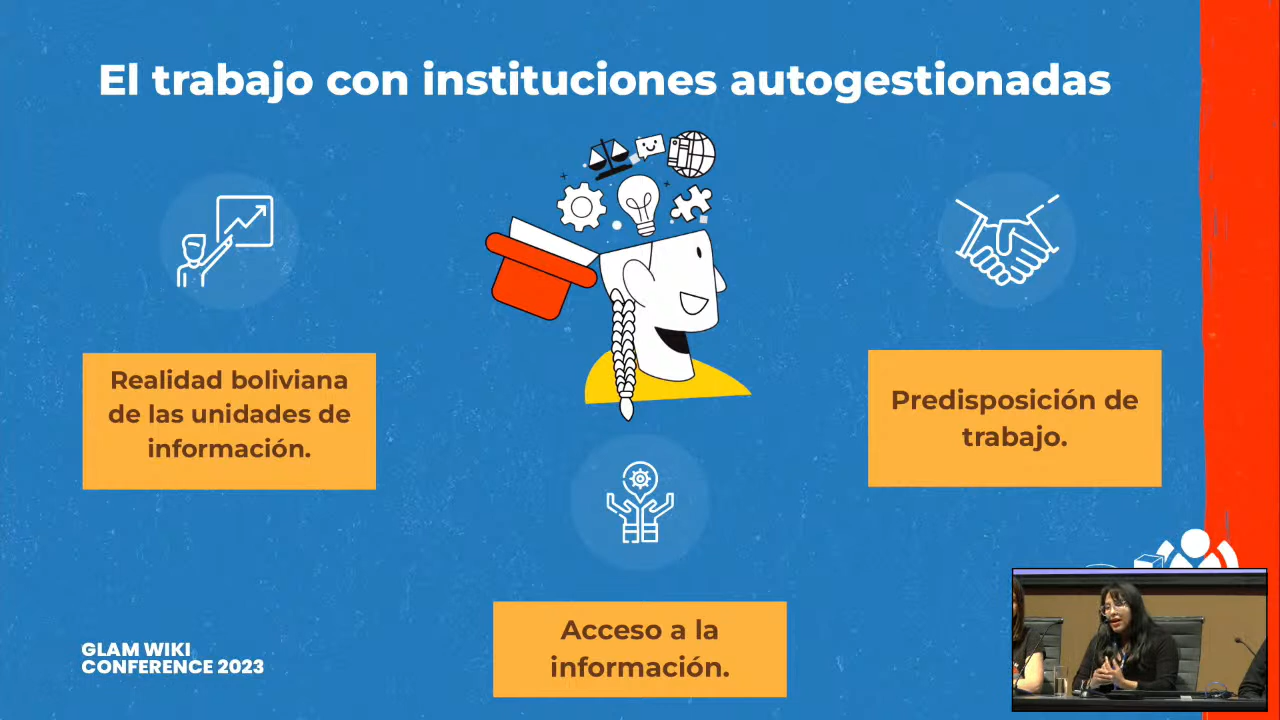 El trabajo con instituciones autogestionadas
Realidad boliviana
de las unidades de
información.
Predisposición de
trabajo.
Acceso a la
información.
GLAM WIKI
CONFERENCE 2023